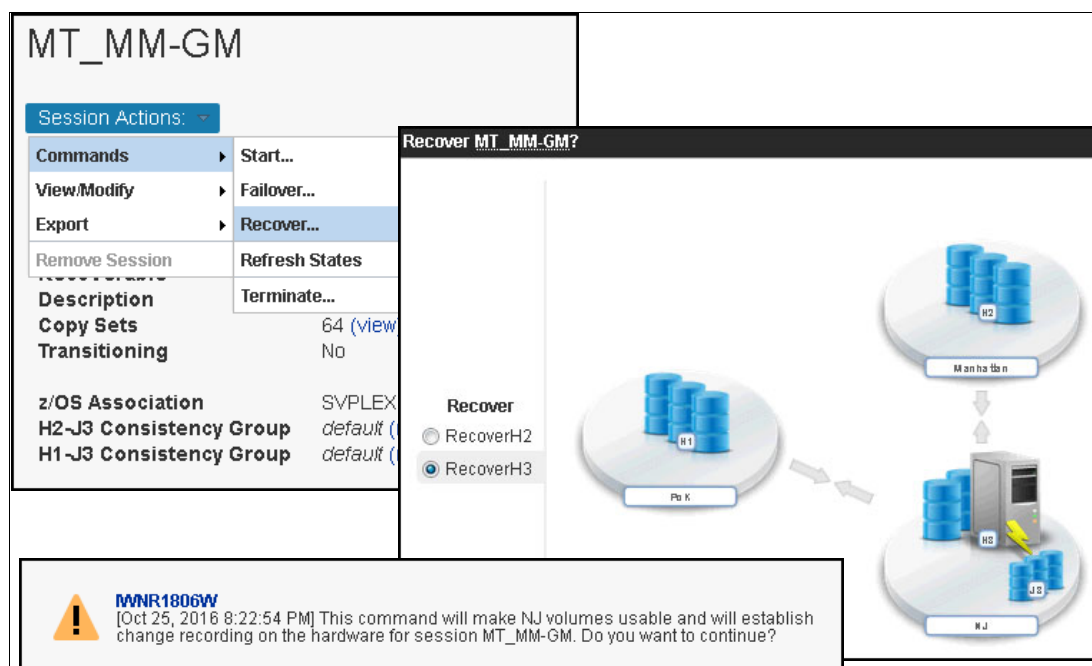 MT_MM-GM
Session Actions:
Commands
View/Modify
Export
Remove Session
Start...
Failover...
Recover...
Refresh States
Terminate...
Description
Copy Sets 64 (view)
Transitioning No
z/OS Association SVPLEX
H2-J3 Consistency Group default (
H1-J3 Consistency Group default (
Recover MT_MM-GM?
Recover
RecoverH2
RecoverH3
H1
PoK
H2
Manhattan
H3
J3
NJ
IWNR1806W
[Oct 25, 2016 8:22:54 PM] This command will make NJ volumes usable and will establish
change recording on the hardware for session MT_MM-GM. Do you want to continue?